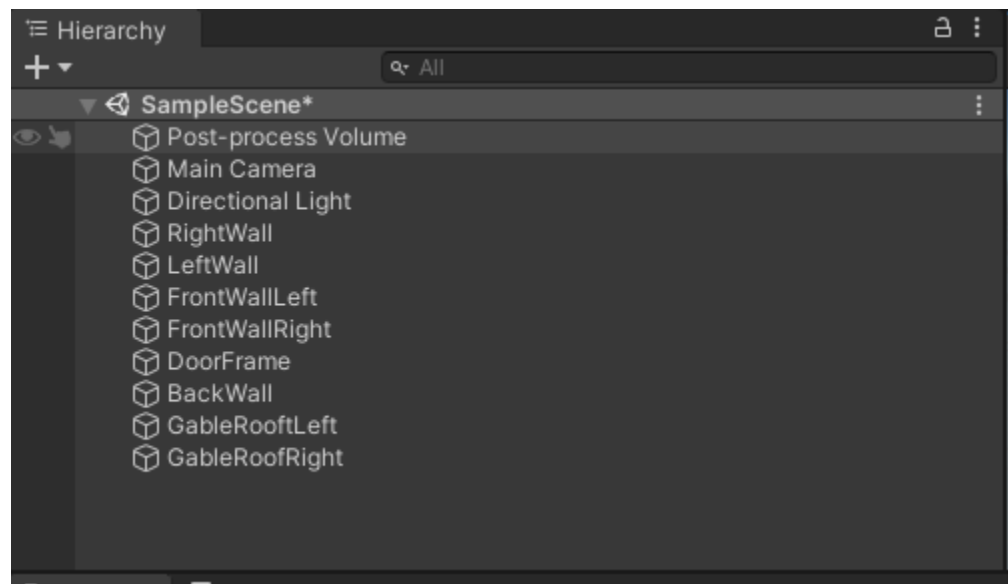 Hierarchy
All
SampleScene*
Post-process Volume
Main Camera
Directional Light
RightWall
LeftWall
FrontWallLeft
FrontWallRight
DoorFrame
BackWall
GableRooftLeft
GableRoofRight